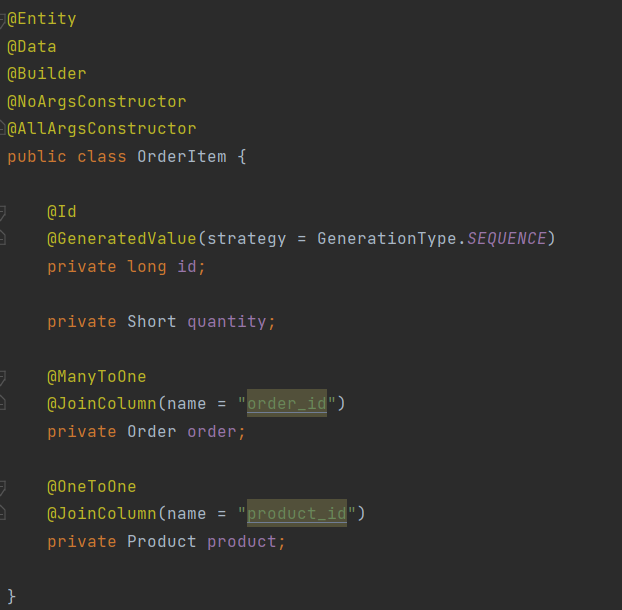 @Entity
@Data
@Builder
@NoArgsConstructor
@AllArgsConstructor
public class OrderItem {
@Id
@GeneratedValue(strategy = GenerationType.SEQUENCE)
private long id;
private Short quantity;
@ManyToOne
@JoinColumn(name = "order_id")
private Order order;
@OneToOne
@JoinColumn(name = "product_id")
private Product product;
}